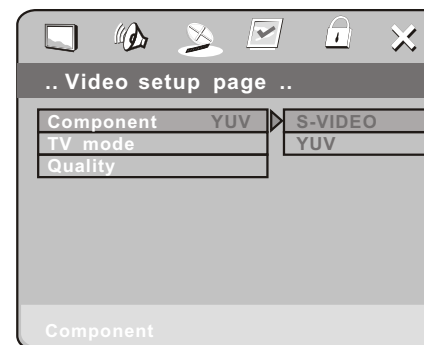 .. Video setup page ..
Component YUV S-VIDEO
TV mode YUV
Quality
Component